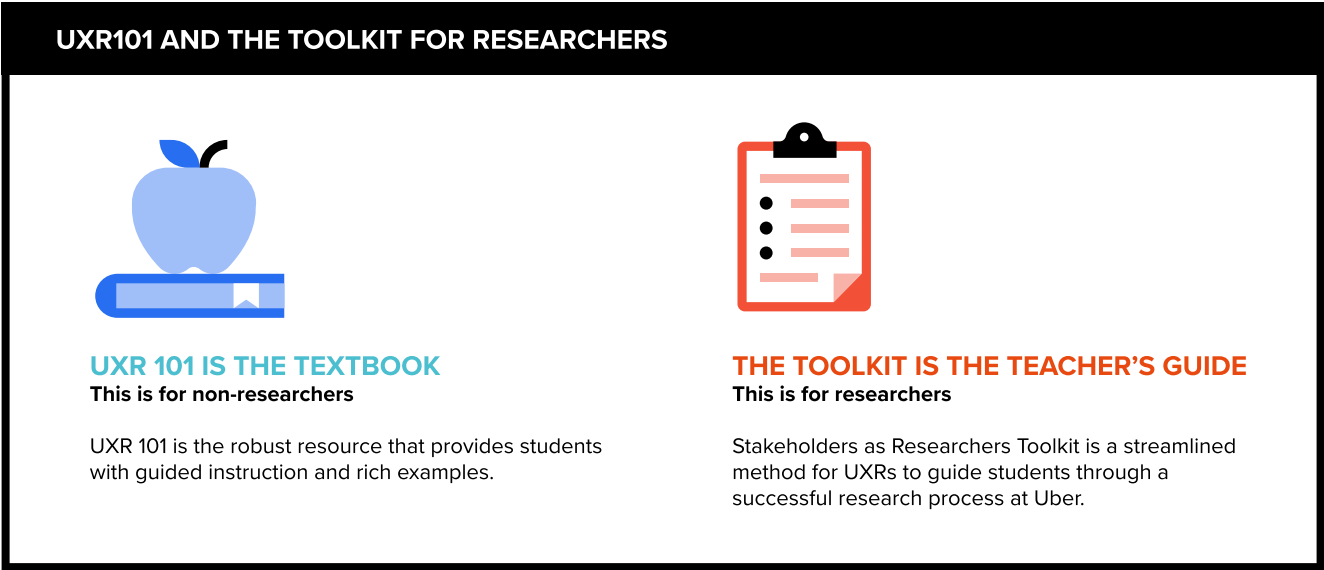 UXR101 AND THE TOOLKIT FOR RESEARCHERS
UXR 101 IS THE TEXTBOOK
This is for non-researchers
UXR 101 is the robust resource that provides students
with guided instruction and rich examples.
THE TOOLKIT IS THE TEACHER’S GUIDE
This is for researchers
Stakeholders as Researchers Toolkit is a streamlined
method for UXRs to guide students through a
successful research process at Uber.